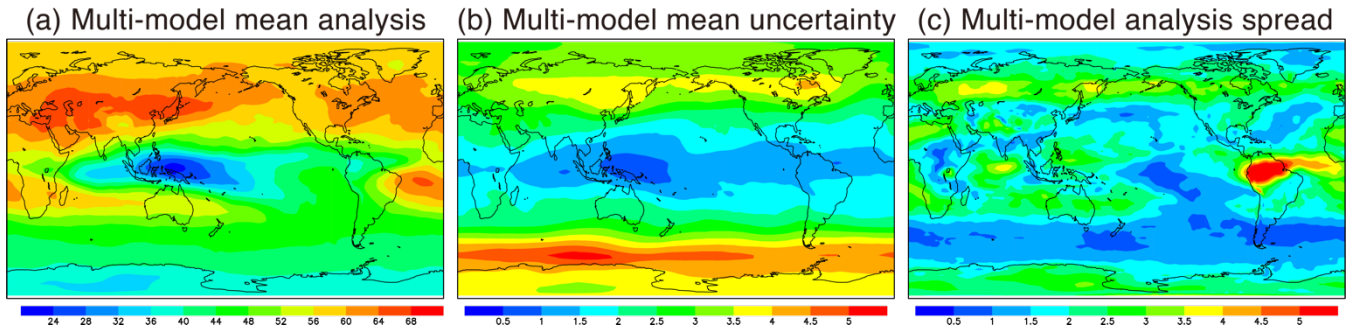 (a) Multi-model mean analysis
(b) Multi-model mean uncertainty
(c) Multi-model analysis spread
24 28 32 36 40 44 48 52 56 60 64 68
0.5 1 1.5 2 2.5 3 3.5 4 4.5 5
0.5 1 1.5 2 2.5 3 3.5 4 4.5 5